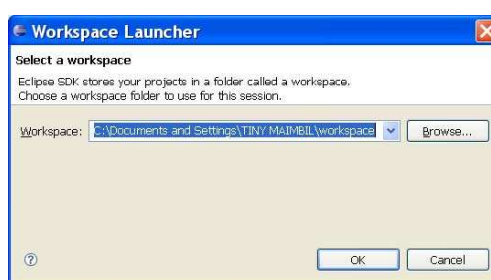 Workspace Launcher
Select a workspace
Eclipse SDK stores your projects in a folder called a workspace.
Choose a workspace folder to use for this session.
Workspace: C:\Documents and Settings\TINY MAIMBIL\workspace Browse...
OK Cancel